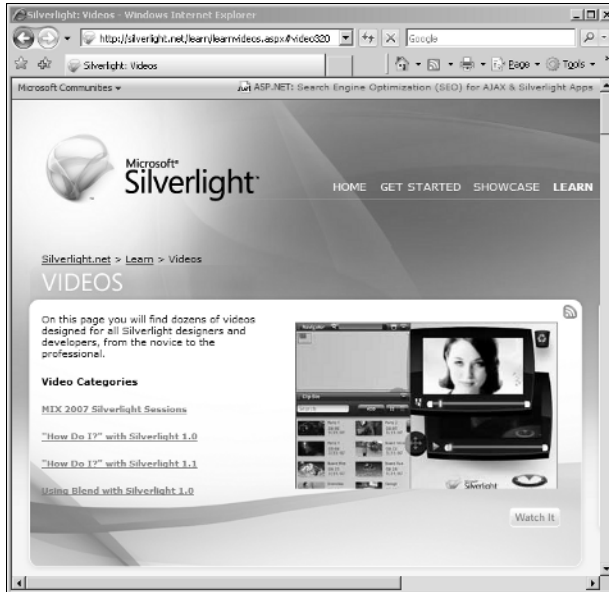 Silverlight: Videos - Windows Internet Explorer
http://silverlight.net/learn/learnvideos.aspx#video320
Google
Silverlight: Videos
Page
Tools
Microsoft Communities
ASP.NET: Search Engine Optimization (SEO) for AJAX & Silverlight Apps
Microsoft®
Silverlight™
HOME GET STARTED SHOWCASE LEARN
Silverlight.net > Learn > Videos
VIDEOS
On this page you will find dozens of videos
designed for all Silverlight designers and
developers, from the novice to the
professional.
Video Categories
MIX 2007 Silverlight Sessions
"How Do I?" with Silverlight 1.0
"How Do I?" with Silverlight 1.1
Using Blend with Silverlight 1.0
Navigator
Silverlight
Watch It